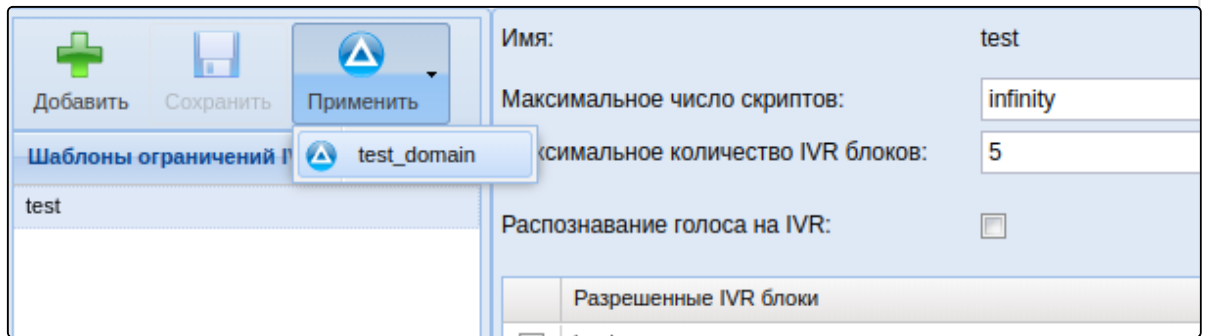 Добавить Сохранить Применить
Шаблоны ограничений
test_domain
test
Имя: test
Максимальное число скриптов: infinity
ксимальное количество IVR блоков: 5
Распознавание голоса на IVR:
Разрешенные IVR блоки